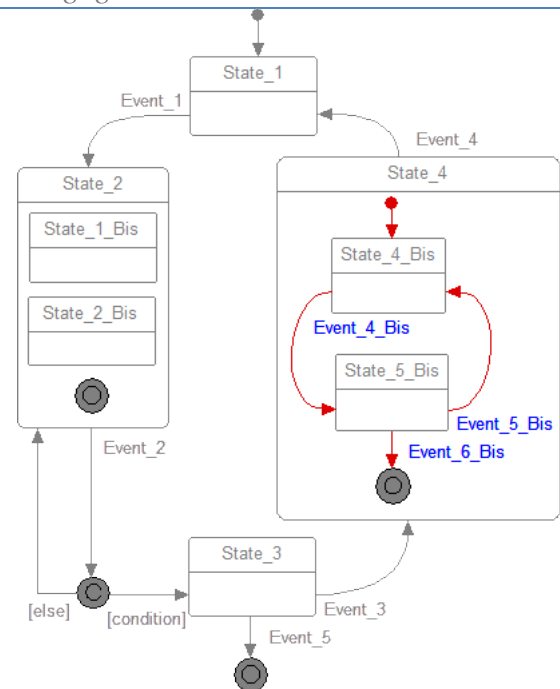 State_1
Event_1
Event_4
State_2
State_4
State_1_Bis
State_4_Bis
State_2_Bis
Event_4_Bis
State_5_Bis
Event_5_Bis
Event_2
Event_6_Bis
State_3
[else]
[condition]
Event_3
Event_5